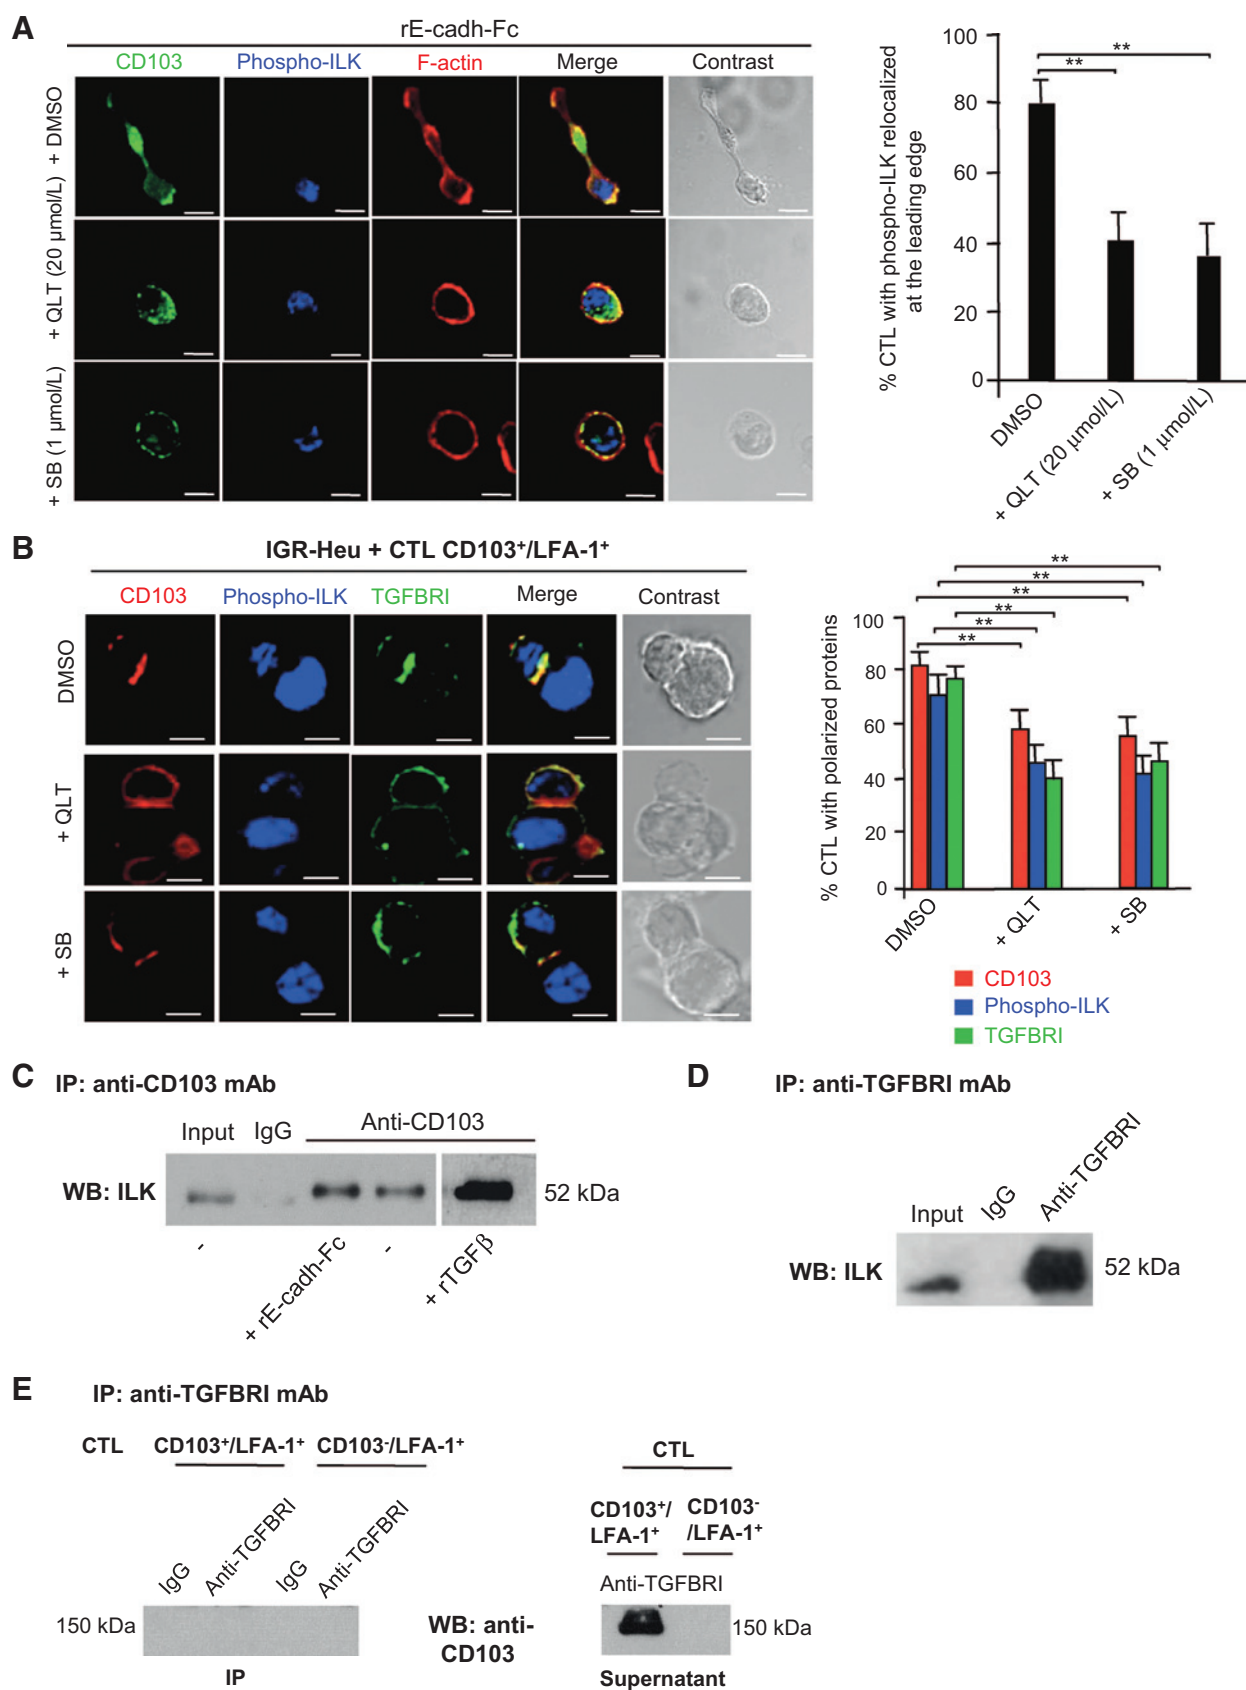 A
rE-cadh-Fc
CD103 Phospho-ILK F-actin Merge Contrast
+ DMSO
+ QLT (20 µmol/L)
+ SB (1 µmol/L)
% CTL with phospho-ILK relocalized
at the leading edge
100
80
60
40
20
0
**
**
DMSO
+ QLT (20 µmol/L)
+ SB (1 µmol/L)
B
IGR-Heu + CTL CD103⁺/LFA-1⁺
CD103 Phospho-ILK TGFBRI Merge Contrast
DMSO
+ QLT
+ SB
% CTL with polarized proteins
100
80
60
40
20
0
**
**
**
**
**
**
DMSO
+ QLT
+ SB
CD103
Phospho-ILK
TGFBRI
C
IP: anti-CD103 mAb
Anti-CD103
Input IgG
WB: ILK
52 kDa
-
+ rE-cadh-Fc
-
+ rTGFβ
D
IP: anti-TGFBRI mAb
Input
IgG
Anti-TGFBRI
WB: ILK
52 kDa
E
IP: anti-TGFBRI mAb
CTL CD103⁺/LFA-1⁺ CD103⁻/LFA-1⁺
IgG
Anti-TGFBRI
IgG
Anti-TGFBRI
150 kDa
IP
WB: anti-
CD103
CTL
CD103⁺/
LFA-1⁺
CD103⁻
/LFA-1⁺
Anti-TGFBRI
150 kDa
Supernatant